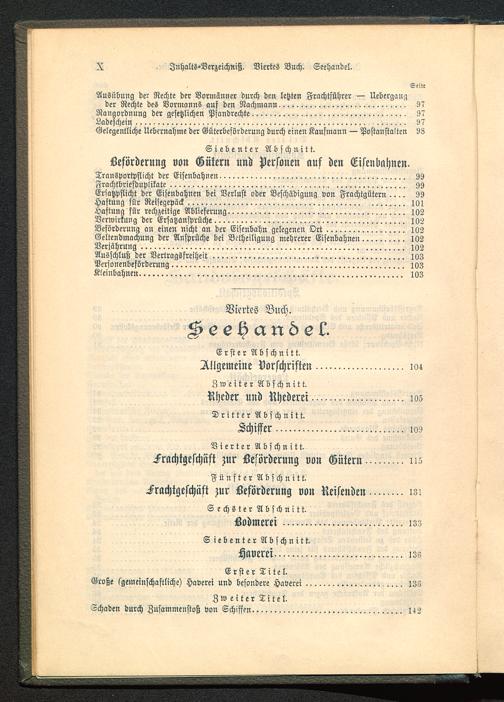 X Inhalts-Verzeichniß. Viertes Buch. Seehandel.
Seite
Ausübung der Rechte der Vormänner durch den letzten Frachtführer — Uebergang
der Rechte des Vormanns auf den Nachmann 97
Rangordnung der gesetzlichen Pfandrechte 97
Ladeschein 97
Gelegentliche Uebernahme der Güterbeförderung durch einen Kaufmann — Postanstalten 98
Siebenter Abschnitt.
Beförderung von Gütern und Personen auf den Eisenbahnen.
Transportpflicht der Eisenbahnen 99
Frachtbriefduplikate 99
Ersatzpflicht der Eisenbahnen bei Verlust oder Beschädigung von Frachtgütern 99
Haftung für Reisegepäck 101
Haftung für rechtzeitige Ablieferung 102
Verwirkung der Ersatzansprüche 102
Beförderung an einen nicht an der Eisenbahn gelegenen Ort 102
Geltendmachung der Ansprüche bei Betheiligung mehrerer Eisenbahnen 102
Verjährung 102
Ausschluß der Vertragsfreiheit 103
Personenbeförderung 103
Kleinbahnen 103
Viertes Buch.
Seehandel.
Erster Abschnitt.
Allgemeine Vorschriften 104
Zweiter Abschnitt.
Rheder und Rhederei 105
Dritter Abschnitt.
Schiffer 109
Vierter Abschnitt.
Frachtgeschäft zur Beförderung von Gütern 115
Fünfter Abschnitt.
Frachtgeschäft zur Beförderung von Reisenden 131
Sechster Abschnitt.
Bodmerei 133
Siebenter Abschnitt.
Haverei 136
Erster Titel.
Große (gemeinschaftliche) Haverei und besondere Haverei 136
Zweiter Titel.
Schaden durch Zusammenstoß von Schiffen 142